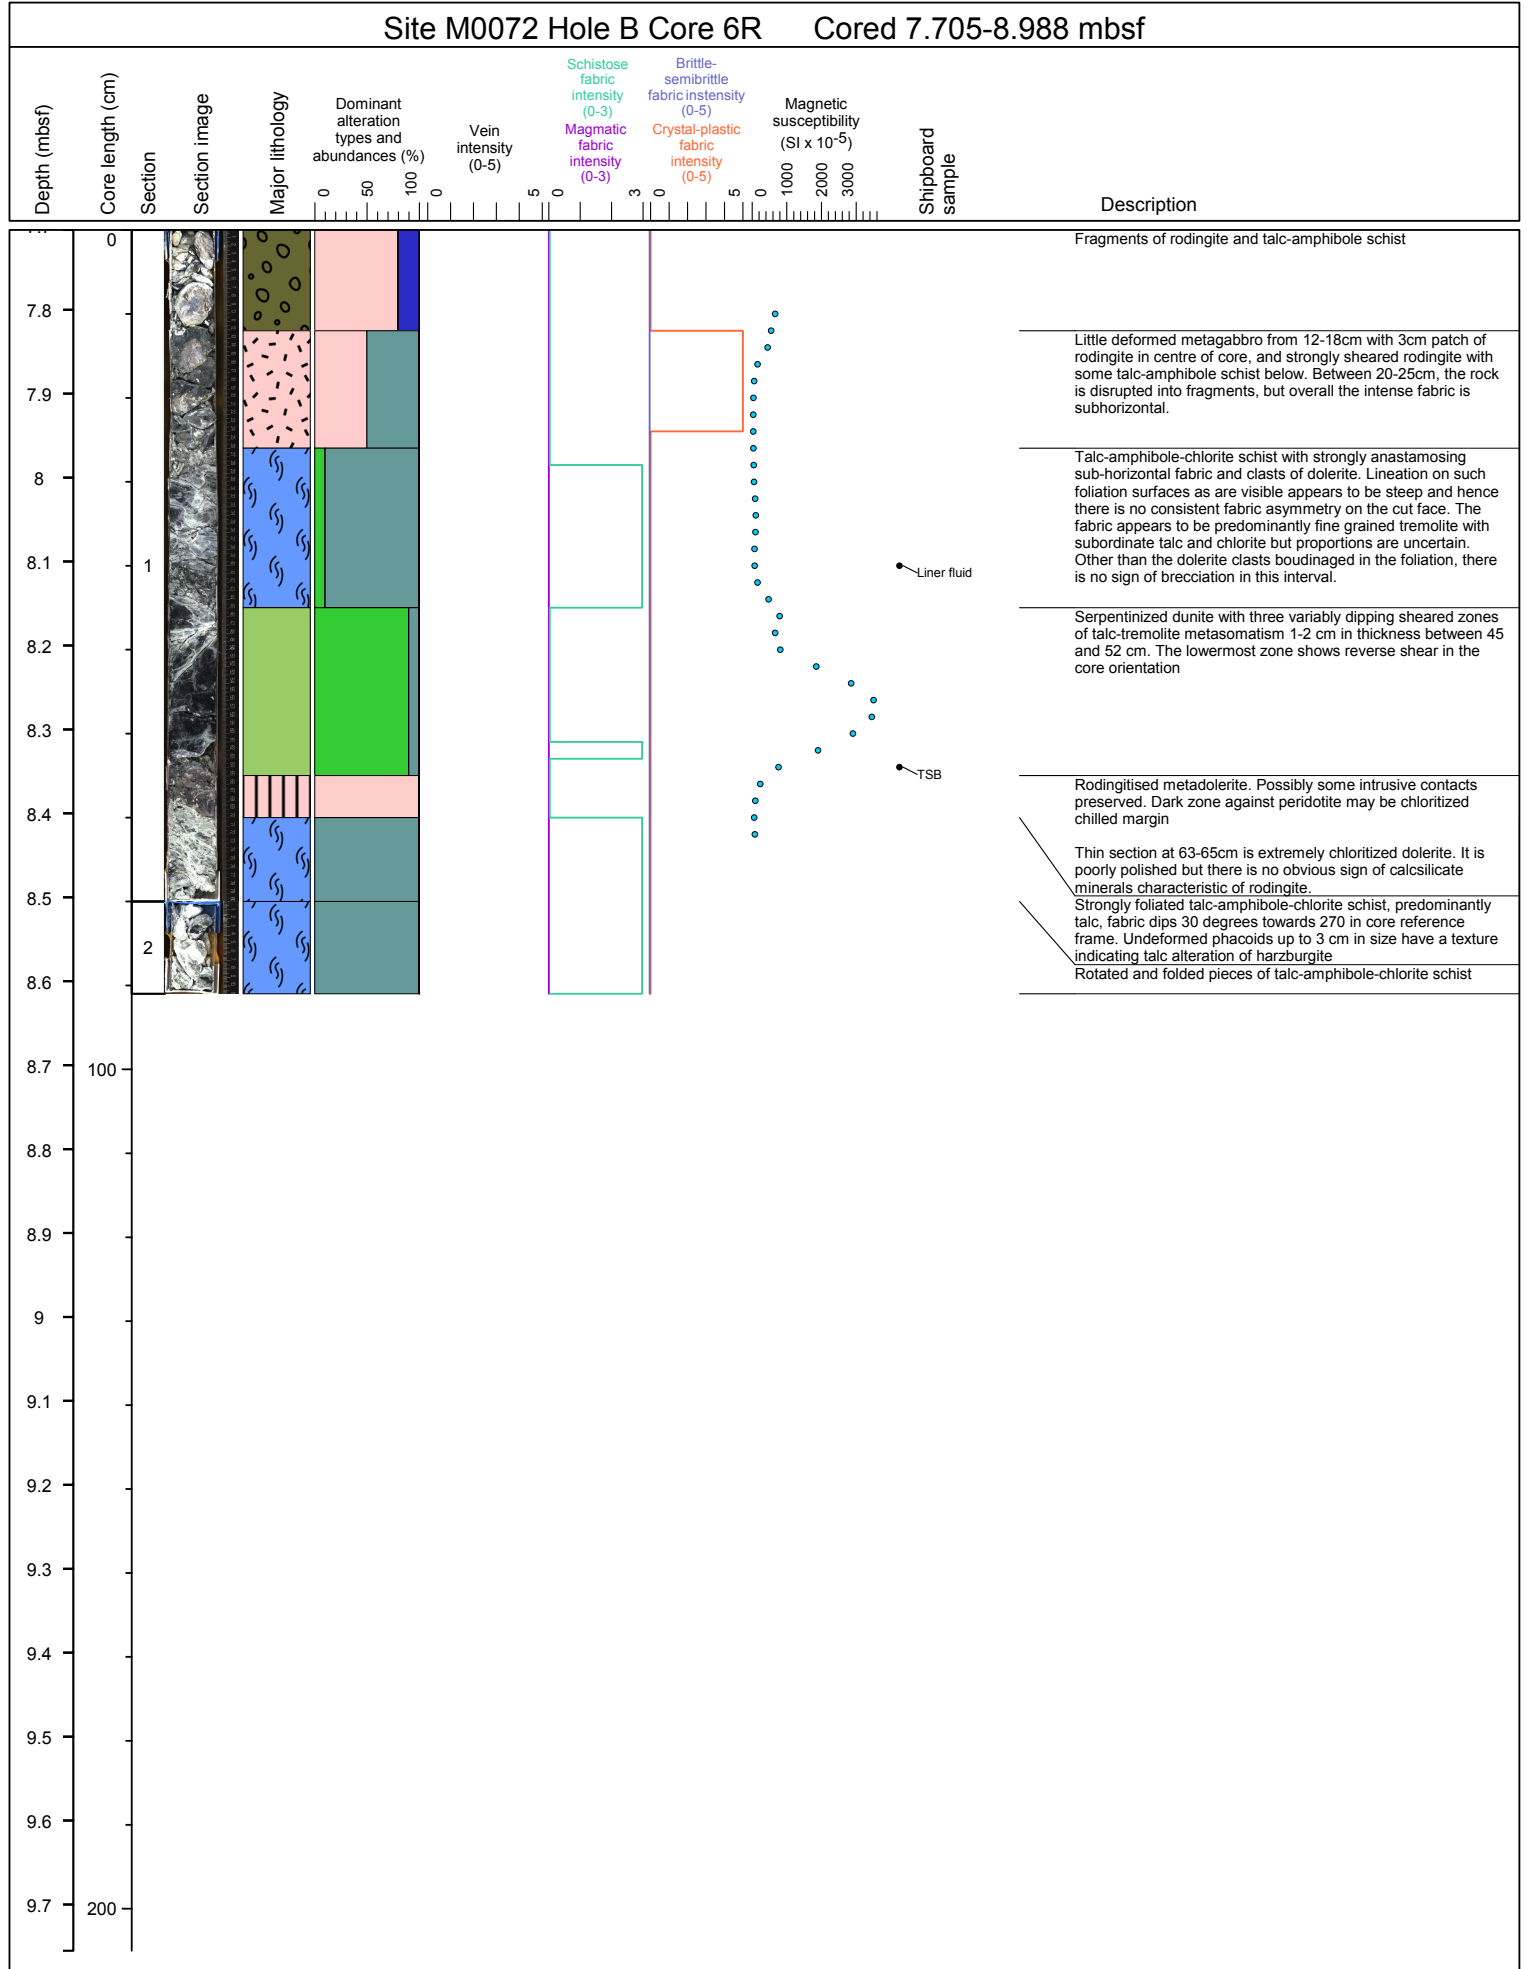 Site M0072 Hole B Core 6R Cored 7.705-8.988 mbsf
Depth (mbsf)
Core length (cm)
Section
Section image
Major lithology
Dominant
alteration
types and
abundances (%)
0 50 100
Vein
intensity
(0-5)
0 5
Schistose
fabric
intensity
(0-3)
Magmatic
fabric
intensity
(0-3)
0 3
Brittle-
semibrittle
fabric instensity
(0-5)
Crystal-plastic
fabric
intensity
(0-5)
0 5
Magnetic
susceptibility
(SI x 10-5)
0 1000 2000 3000
Shipboard
sample
Description
0
7.8
7.9
8
8.1
8.2
8.3
8.4
8.5
8.6
8.7
8.8
8.9
9
9.1
9.2
9.3
9.4
9.5
9.6
9.7
100
200
1
2
Liner fluid
TSB
Fragments of rodingite and talc-amphibole schist
Little deformed metagabbro from 12-18cm with 3cm patch of
rodingite in centre of core, and strongly sheared rodingite with
some talc-amphibole schist below. Between 20-25cm, the rock
is disrupted into fragments, but overall the intense fabric is
subhorizontal.
Talc-amphibole-chlorite schist with strongly anastamosing
sub-horizontal fabric and clasts of dolerite. Lineation on such
foliation surfaces as are visible appears to be steep and hence
there is no consistent fabric asymmetry on the cut face. The
fabric appears to be predominantly fine grained tremolite with
subordinate talc and chlorite but proportions are uncertain.
Other than the dolerite clasts boudinaged in the foliation, there
is no sign of brecciation in this interval.
Serpentinized dunite with three variably dipping sheared zones
of talc-tremolite metasomatism 1-2 cm in thickness between 45
and 52 cm. The lowermost zone shows reverse shear in the
core orientation
Rodingitised metadolerite. Possibly some intrusive contacts
preserved. Dark zone against peridotite may be chloritized
chilled margin
Thin section at 63-65cm is extremely chloritized dolerite. It is
poorly polished but there is no obvious sign of calcsilicate
minerals characteristic of rodingite.
Strongly foliated talc-amphibole-chlorite schist, predominantly
talc, fabric dips 30 degrees towards 270 in core reference
frame. Undeformed phacoids up to 3 cm in size have a texture
indicating talc alteration of harzburgite
Rotated and folded pieces of talc-amphibole-chlorite schist